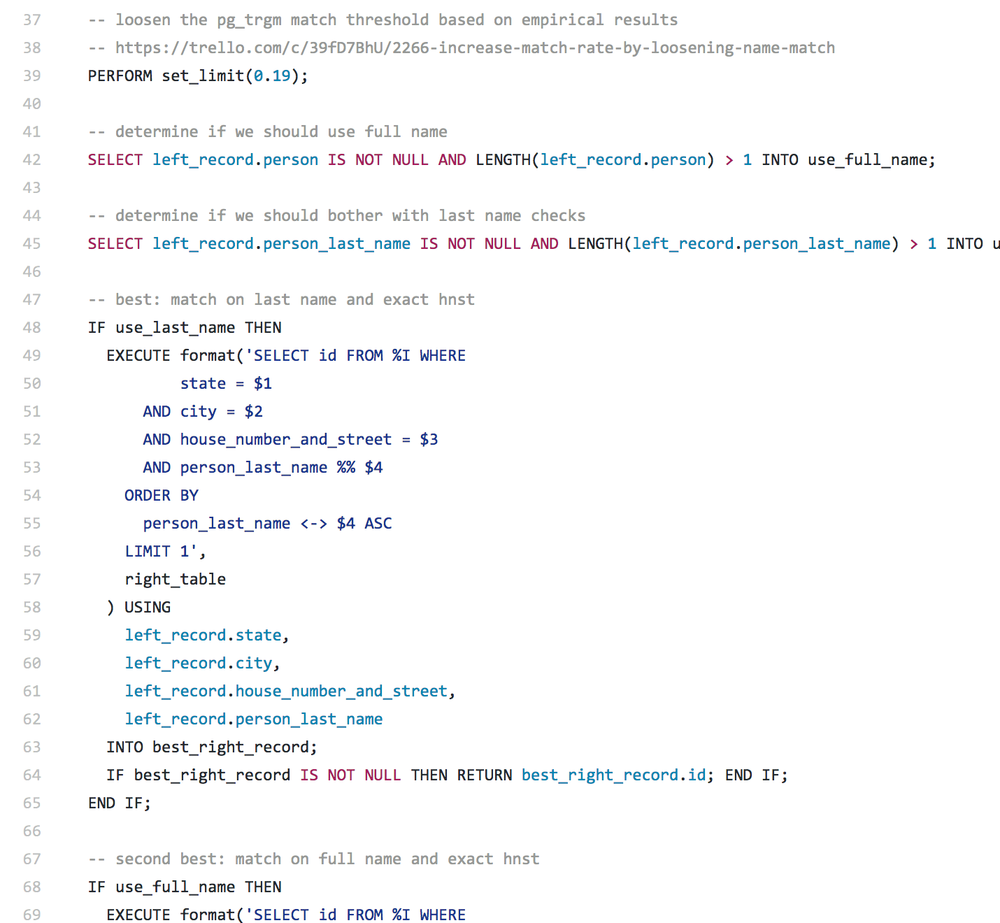 37 -- loosen the pg_trgm match threshold based on empirical results
38 -- https://trello.com/c/39fD7BhU/2266-increase-match-rate-by-loosening-name-match
39 PERFORM set_limit(0.19);
40
41 -- determine if we should use full name
42 SELECT left_record.person IS NOT NULL AND LENGTH(left_record.person) > 1 INTO use_full_name;
43
44 -- determine if we should bother with last name checks
45 SELECT left_record.person_last_name IS NOT NULL AND LENGTH(left_record.person_last_name) > 1 INTO u
46
47 -- best: match on last name and exact hnst
48 IF use_last_name THEN
49 EXECUTE format('SELECT id FROM %I WHERE
50 state = $1
51 AND city = $2
52 AND house_number_and_street = $3
53 AND person_last_name %% $4
54 ORDER BY
55 person_last_name <-> $4 ASC
56 LIMIT 1',
57 right_table
58 ) USING
59 left_record.state,
60 left_record.city,
61 left_record.house_number_and_street,
62 left_record.person_last_name
63 INTO best_right_record;
64 IF best_right_record IS NOT NULL THEN RETURN best_right_record.id; END IF;
65 END IF;
66
67 -- second best: match on full name and exact hnst
68 IF use_full_name THEN
69 EXECUTE format('SELECT id FROM %I WHERE